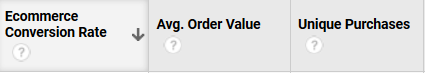 Ecommerce
Conversion Rate
?
Avg. Order Value
?
Unique Purchases
?